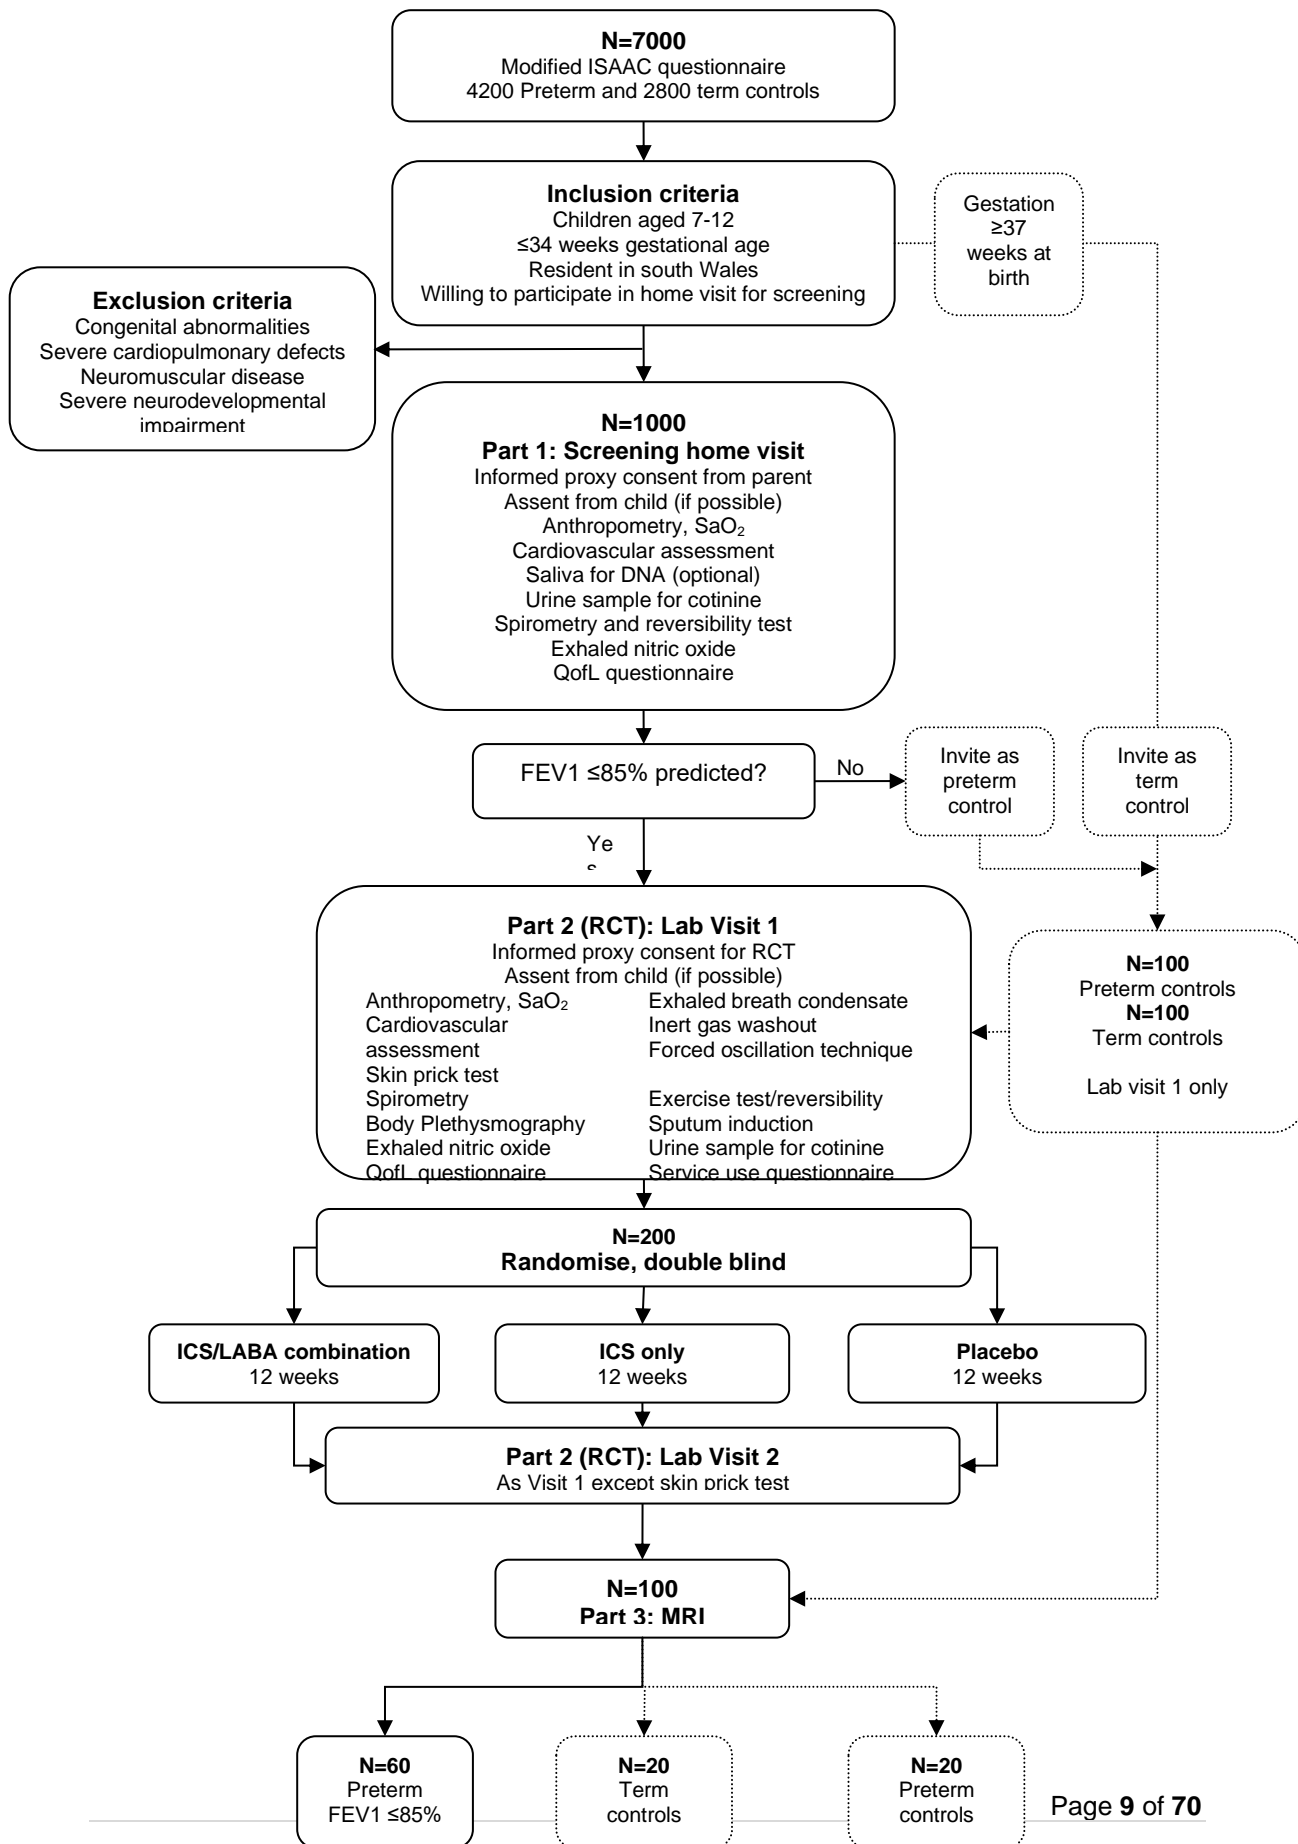 N=7000
Modified ISAAC questionnaire
4200 Preterm and 2800 term controls
Inclusion criteria
Children aged 7-12
≤34 weeks gestational age
Resident in south Wales
Willing to participate in home visit for screening
Gestation
≥37
weeks at
birth
Exclusion criteria
Congenital abnormalities
Severe cardiopulmonary defects
Neuromuscular disease
Severe neurodevelopmental
impairment
N=1000
Part 1: Screening home visit
Informed proxy consent from parent
Assent from child (if possible)
Anthropometry, SaO₂
Cardiovascular assessment
Saliva for DNA (optional)
Urine sample for cotinine
Spirometry and reversibility test
Exhaled nitric oxide
QofL questionnaire
FEV1 ≤85% predicted?
No
Invite as
preterm
control
Invite as
term
control
Ye
s
Part 2 (RCT): Lab Visit 1
Informed proxy consent for RCT
Assent from child (if possible)
Anthropometry, SaO₂
Cardiovascular
assessment
Skin prick test
Spirometry
Body Plethysmography
Exhaled nitric oxide
QofL questionnaire
Exhaled breath condensate
Inert gas washout
Forced oscillation technique
Exercise test/reversibility
Sputum induction
Urine sample for cotinine
Service use questionnaire
N=100
Preterm controls
N=100
Term controls
Lab visit 1 only
N=200
Randomise, double blind
ICS/LABA combination
12 weeks
ICS only
12 weeks
Placebo
12 weeks
Part 2 (RCT): Lab Visit 2
As Visit 1 except skin prick test
N=100
Part 3: MRI
N=60
Preterm
FEV1 ≤85%
N=20
Term
controls
N=20
Preterm
controls
Page 9 of 70